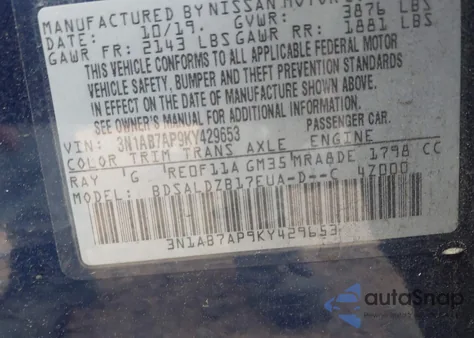 MANUFACTURED BY NISSAN MOTOR
DATE: 10/19. GVWR: 3876 LBS
GAWR FR: 2143 LBS GAWR RR: 1881 LBS
THIS VEHICLE CONFORMS TO ALL APPLICABLE FEDERAL MOTOR
VEHICLE SAFETY, BUMPER AND THEFT PREVENTION STANDARDS
IN EFFECT ON THE DATE OF MANUFACTURE SHOWN ABOVE.
SEE OWNER'S MANUAL FOR ADDITIONAL INFORMATION.
VIN: 3N1AB7AP9KY429653 PASSENGER CAR.
COLOR TRIM TRANS AXLE ENGINE
RAY G RE0F11A GM35 MRA8DE 1798 CC
MODEL: BDSALDZB17EUA-D--C 4Z000
3N1AB7AP9KY429653
autoSnap